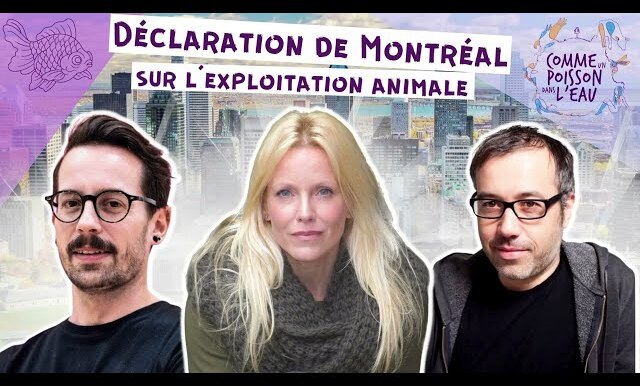 DÉCLARATION DE MONTRÉAL
SUR L'EXPLOITATION ANIMALE
COMME UN
POISSON
DANS L'EAU